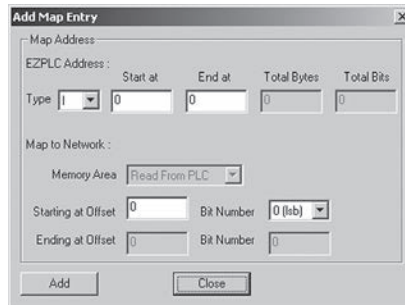 Add Map Entry
Map Address
EZPLC Address :
Start at End at Total Bytes Total Bits
Type I 0 0 0 0
Map to Network :
Memory Area Read From PLC
Starting at Offset 0 Bit Number 0 (lsb)
Ending at Offset 0 Bit Number 0
Add Close